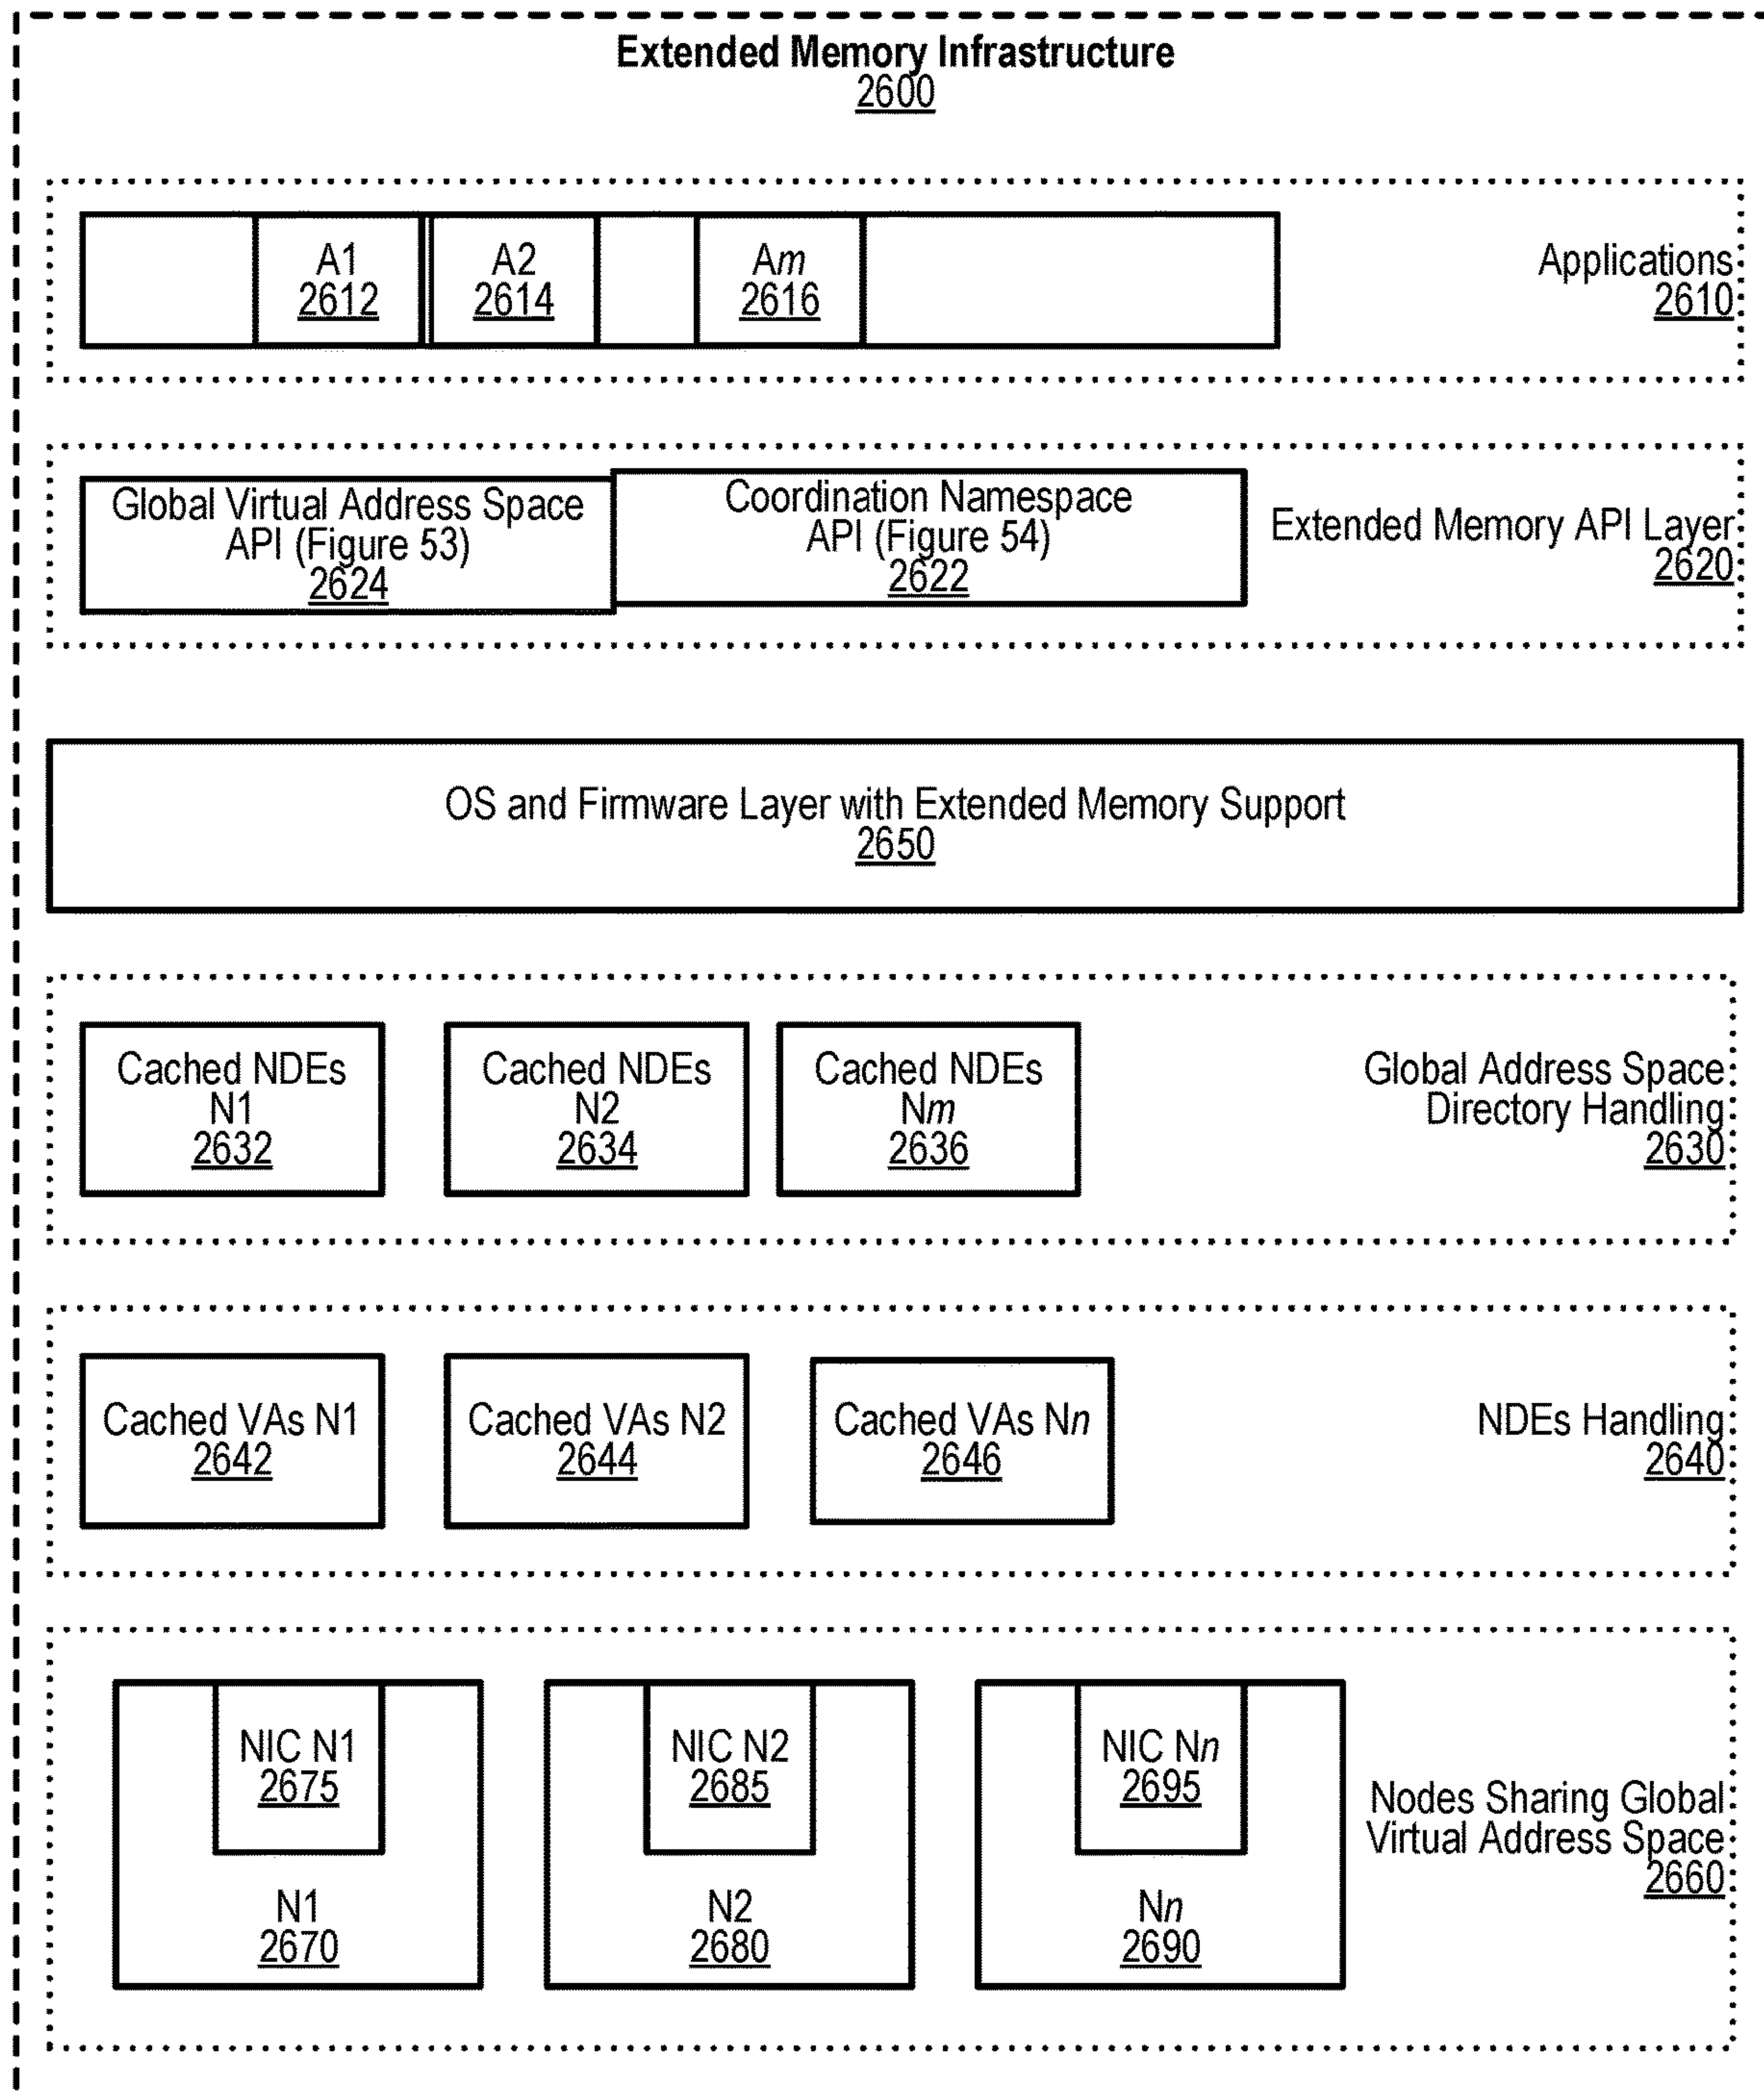 Extended Memory Infrastructure
2600
A1
2612
A2
2614
Am
2616
Applications
2610
Global Virtual Address Space
API (Figure 53)
2624
Coordination Namespace
API (Figure 54)
2622
Extended Memory API Layer
2620
OS and Firmware Layer with Extended Memory Support
2650
Cached NDEs
N1
2632
Cached NDEs
N2
2634
Cached NDEs
Nm
2636
Global Address Space
Directory Handling
2630
Cached VAs N1
2642
Cached VAs N2
2644
Cached VAs Nn
2646
NDEs Handling
2640
NIC N1
2675
N1
2670
NIC N2
2685
N2
2680
NIC Nn
2695
Nn
2690
Nodes Sharing Global
Virtual Address Space
2660